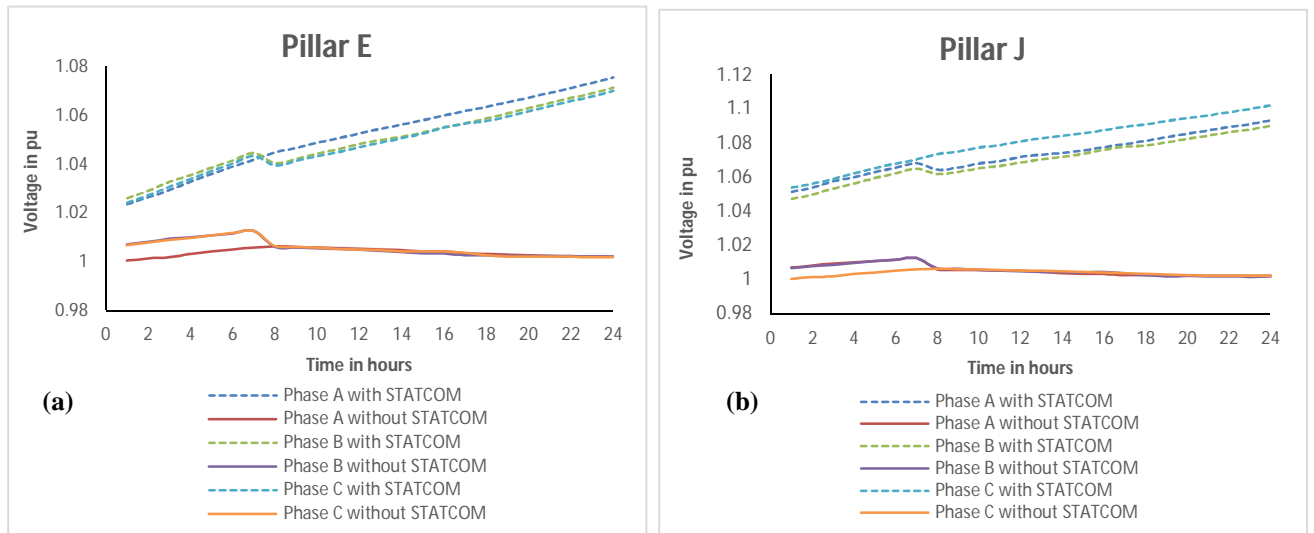 Pillar E
1.08
1.06
1.04
1.02
1
0.98
Voltage in pu
0 2 4 6 8 10 12 14 16 18 20 22 24
Time in hours
(a)
Phase A with STATCOM
Phase A without STATCOM
Phase B with STATCOM
Phase B without STATCOM
Phase C with STATCOM
Phase C without STATCOM
Pillar J
1.12
1.1
1.08
1.06
1.04
1.02
1
0.98
Voltage in pu
0 2 4 6 8 10 12 14 16 18 20 22 24
Time in hours
(b)
Phase A with STATCOM
Phase A without STATCOM
Phase B with STATCOM
Phase B without STATCOM
Phase C with STATCOM
Phase C without STATCOM